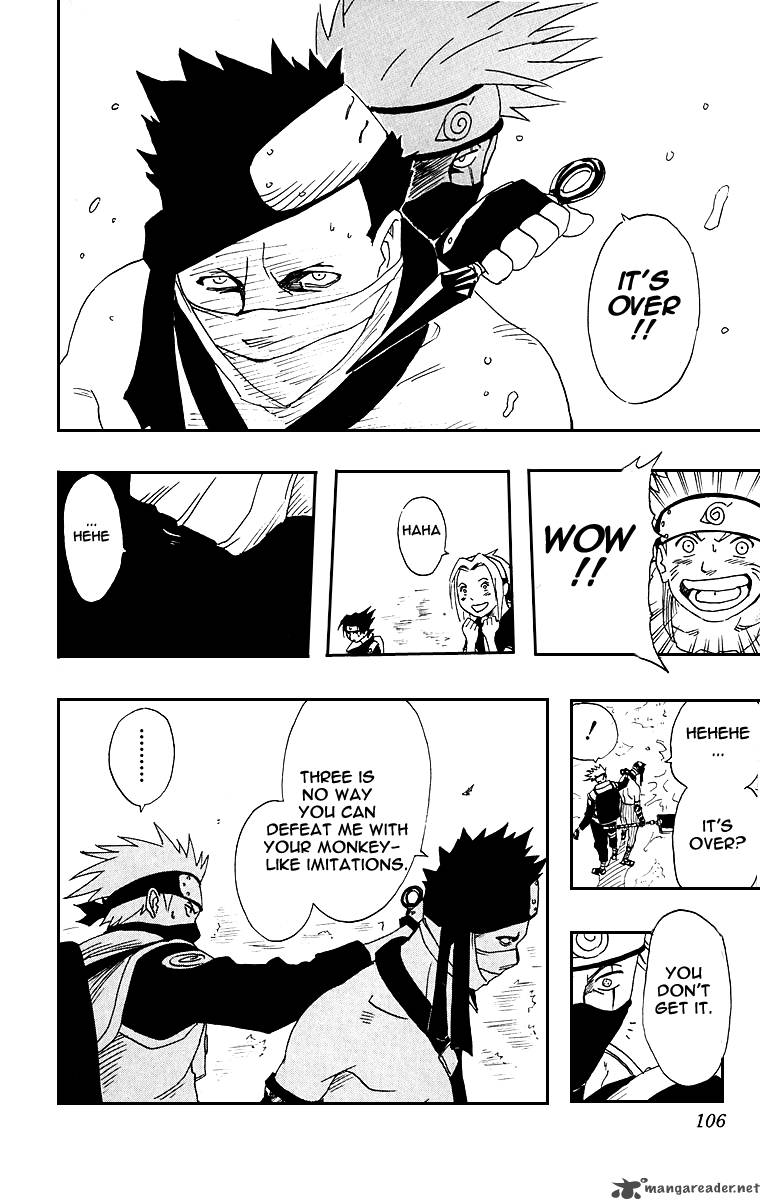 IT'S
OVER
!!
WOW
!!
HAHA
...
HEHE
HEHEHE
...
IT'S
OVER?
!
YOU
DON'T
GET IT.
THREE IS
NO WAY
YOU CAN
DEFEAT ME WITH
YOUR MONKEY-
LIKE IMITATIONS.
.........
106
mangareader.net